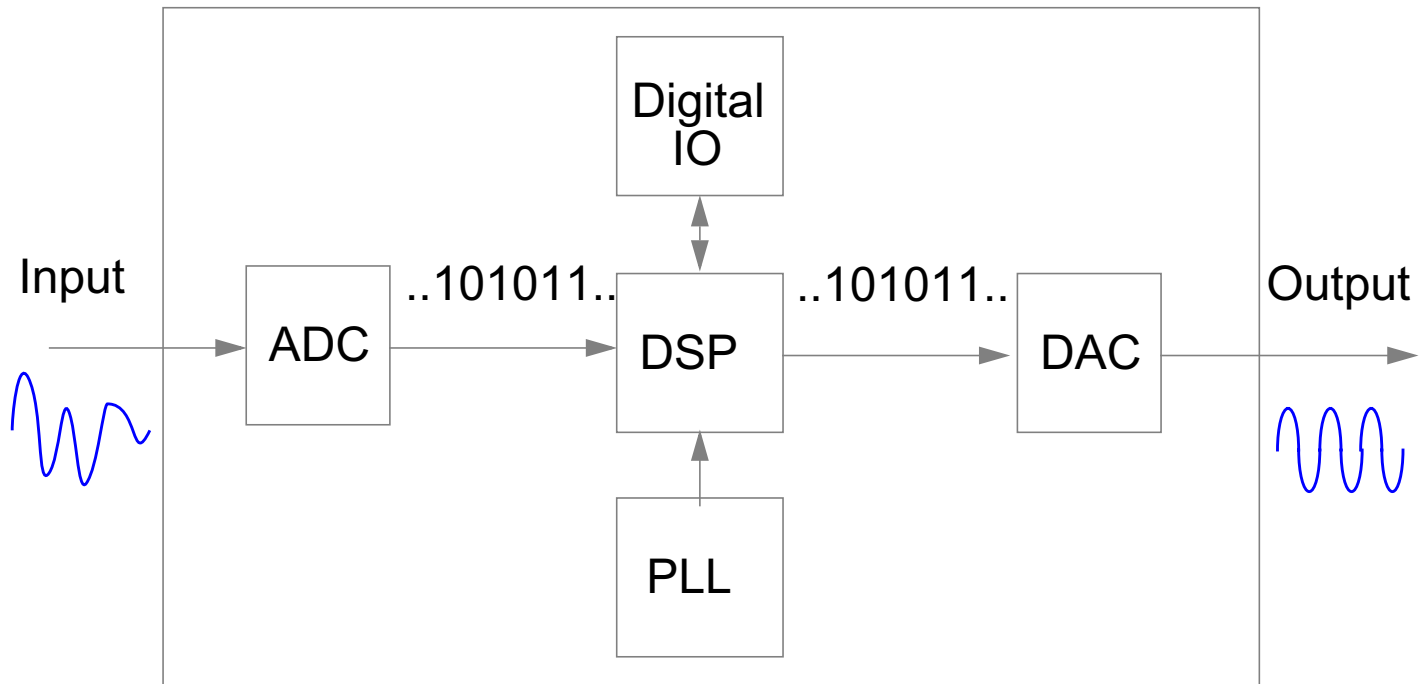 Digital
IO
Input
..101011..
..101011..
Output
ADC
DSP
DAC
PLL